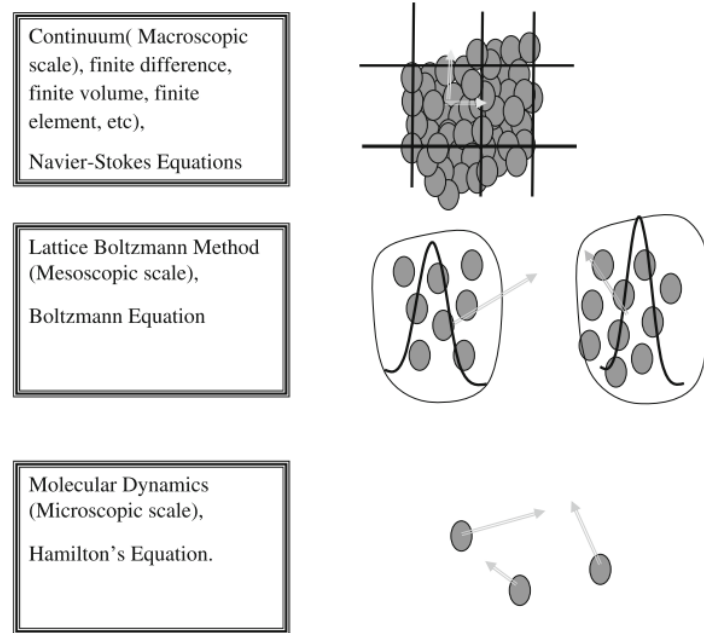 Continuum( Macroscopic
scale), finite difference,
finite volume, finite
element, etc),
Navier-Stokes Equations
Lattice Boltzmann Method
(Mesoscopic scale),
Boltzmann Equation
Molecular Dynamics
(Microscopic scale),
Hamilton’s Equation.